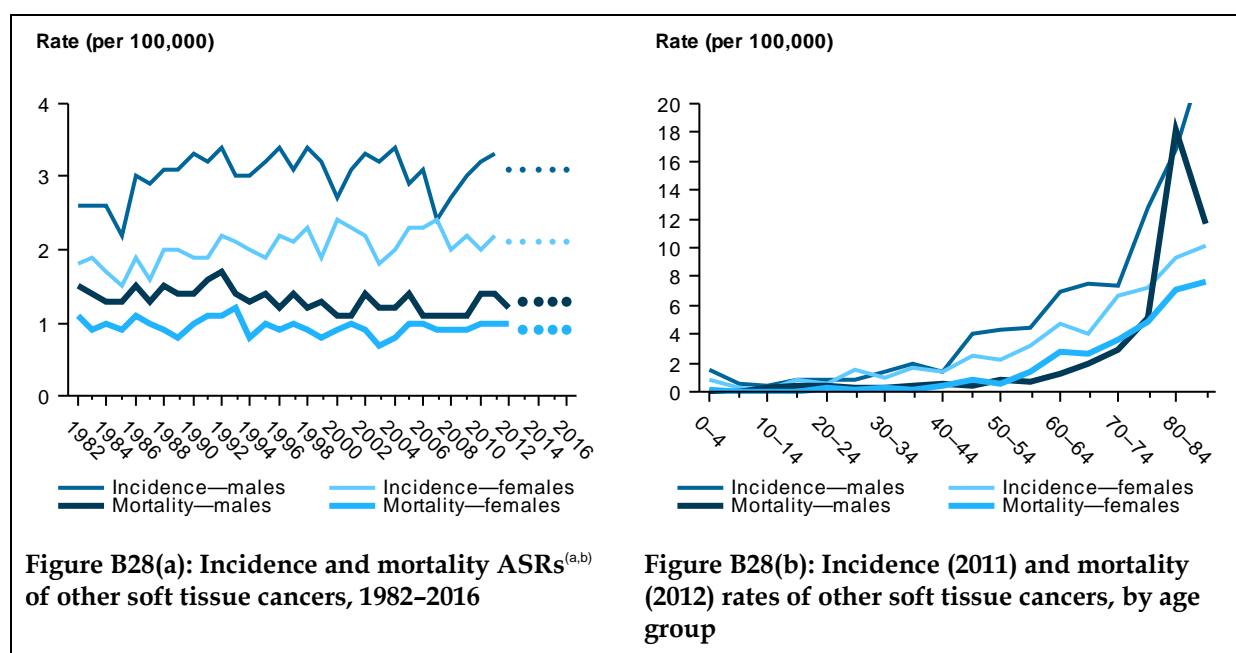 Rate (per 100,000)
4
3
2
1
0
1982
1984
1986
1988
1990
1992
1994
1996
1998
2000
2002
2004
2006
2008
2010
2012
2014
2016
Incidence—males
Incidence—females
Mortality—males
Mortality—females
Figure B28(a): Incidence and mortality ASRs(a,b)
of other soft tissue cancers, 1982–2016
Rate (per 100,000)
20
18
16
14
12
10
8
6
4
2
0
0–4
10–14
20–24
30–34
40–44
50–54
60–64
70–74
80–84
Incidence—males
Incidence—females
Mortality—males
Mortality—females
Figure B28(b): Incidence (2011) and mortality
(2012) rates of other soft tissue cancers, by age
group